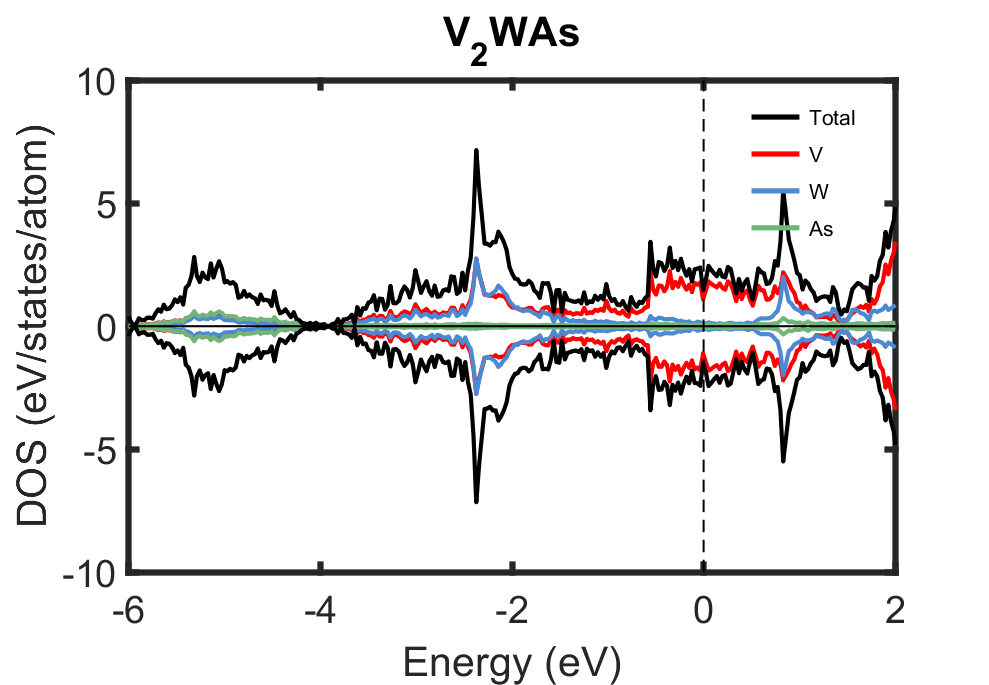 V2WAs
10
5
0
-5
-10
DOS (eV/states/atom)
Total
V
W
As
-6 -4 -2 0 2
Energy (eV)